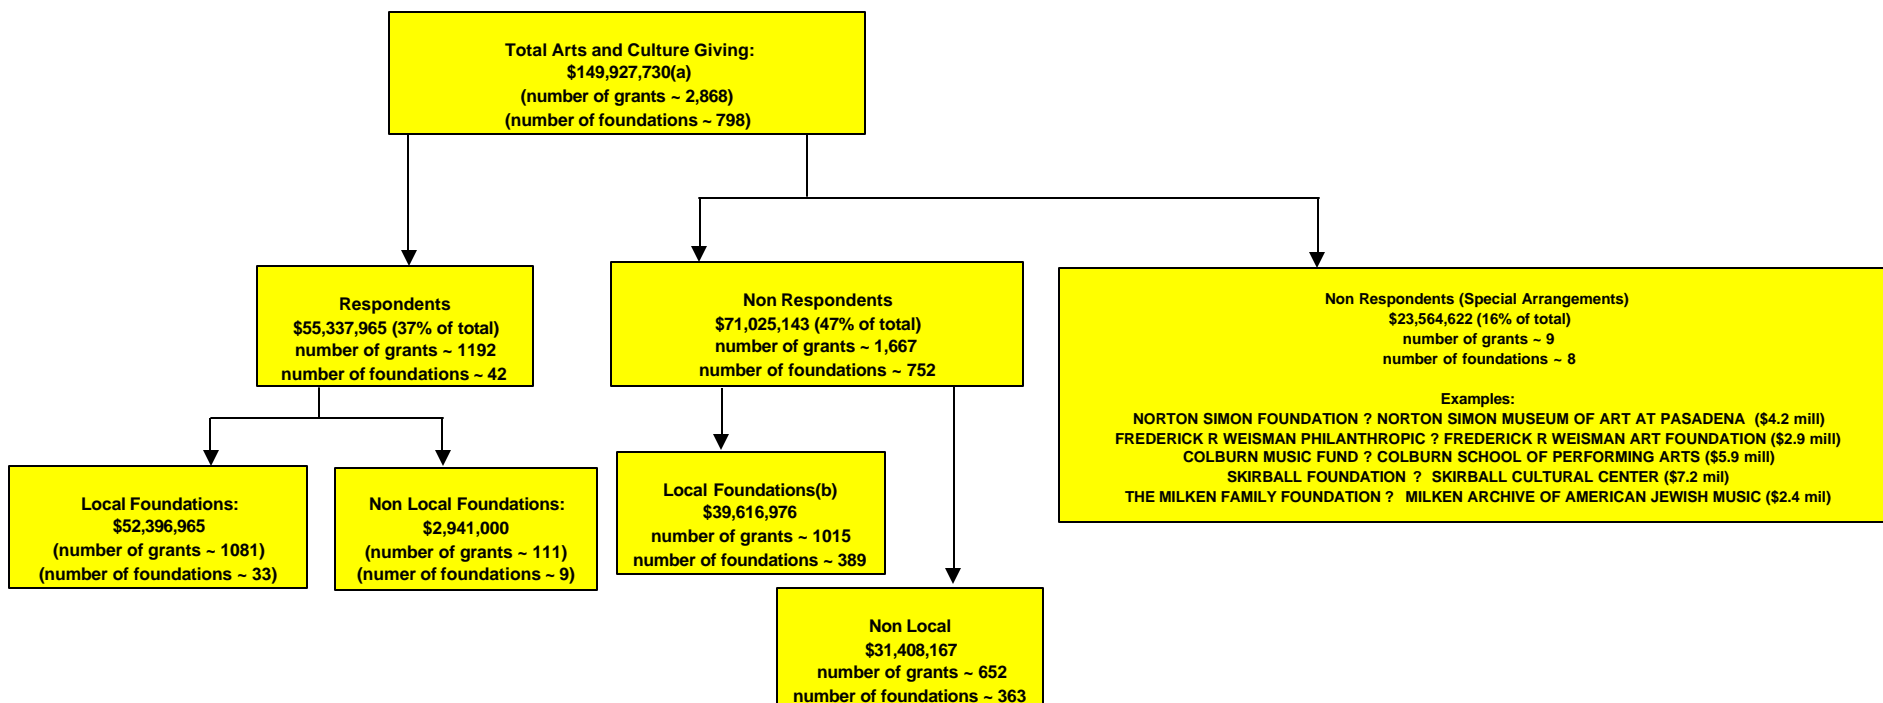 Total Arts and Culture Giving:
$149,927,730(a)
(number of grants ~ 2,868)
(number of foundations ~ 798)
Respondents
$55,337,965 (37% of total)
number of grants ~ 1192
number of foundations ~ 42
Non Respondents
$71,025,143 (47% of total)
number of grants ~ 1,667
number of foundations ~ 752
Non Respondents (Special Arrangements)
$23,564,622 (16% of total)
number of grants ~ 9
number of foundations ~ 8
Examples:
NORTON SIMON FOUNDATION ? NORTON SIMON MUSEUM OF ART AT PASADENA ($4.2 mill)
FREDERICK R WEISMAN PHILANTHROPIC ? FREDERICK R WEISMAN ART FOUNDATION ($2.9 mill)
COLBURN MUSIC FUND ? COLBURN SCHOOL OF PERFORMING ARTS ($5.9 mill)
SKIRBALL FOUNDATION ? SKIRBALL CULTURAL CENTER ($7.2 mil)
THE MILKEN FAMILY FOUNDATION ? MILKEN ARCHIVE OF AMERICAN JEWISH MUSIC ($2.4 mil)
Local Foundations:
$52,396,965
(number of grants ~ 1081)
(number of foundations ~ 33)
Non Local Foundations:
$2,941,000
(number of grants ~ 111)
(numer of foundations ~ 9)
Local Foundations(b)
$39,616,976
number of grants ~ 1015
number of foundations ~ 389
Non Local
$31,408,167
number of grants ~ 652
number of foundations ~ 363